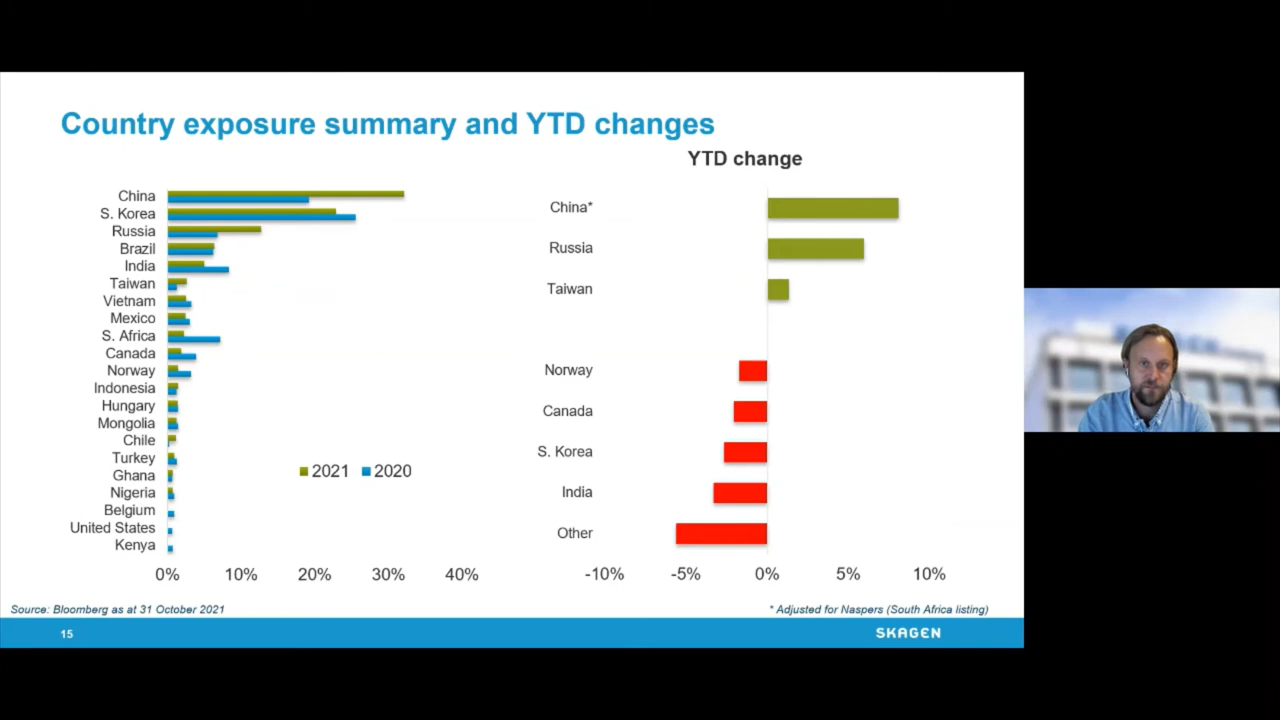 Country exposure summary and YTD changes
China
S. Korea
Russia
Brazil
India
Taiwan
Vietnam
Mexico
S. Africa
Canada
Norway
Indonesia
Hungary
Mongolia
Chile
Turkey
Ghana
Nigeria
Belgium
United States
Kenya
0% 10% 20% 30% 40%
2021 2020
YTD change
China*
Russia
Taiwan
Norway
Canada
S. Korea
India
Other
-10% -5% 0% 5% 10%
Source: Bloomberg as at 31 October 2021
* Adjusted for Naspers (South Africa listing)
15
SKAGEN